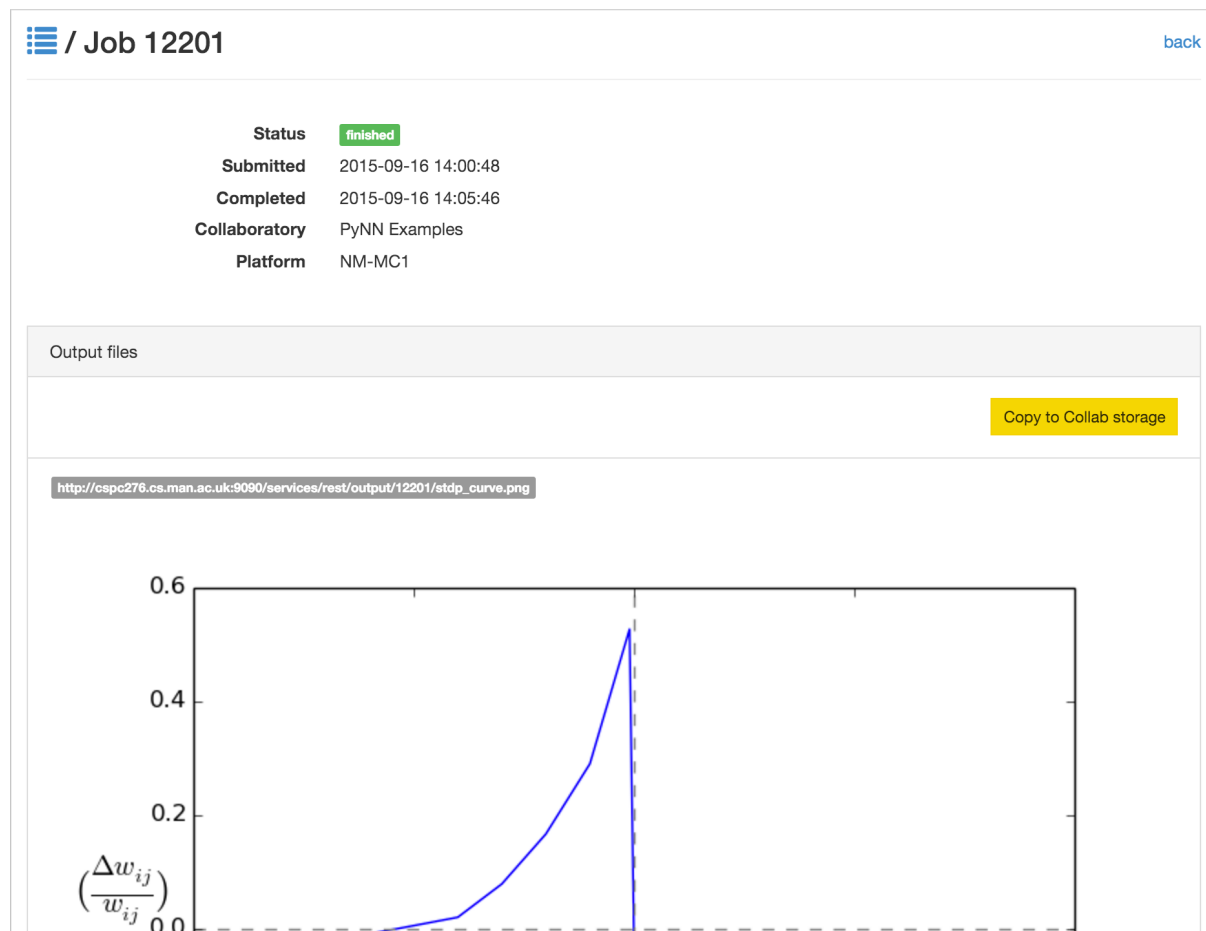 / Job 12201
back
Status finished
Submitted 2015-09-16 14:00:48
Completed 2015-09-16 14:05:46
Collaboratory PyNN Examples
Platform NM-MC1
Output files
Copy to Collab storage
http://cspc276.cs.man.ac.uk:9090/services/rest/output/12201/stdp_curve.png
0.6
0.4
0.2
(Δw_ij / w_ij)
0.0